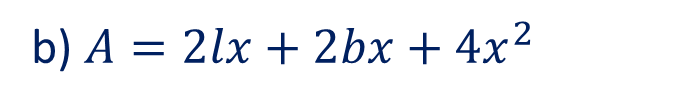 b) A = 2lx + 2bx + 4x²